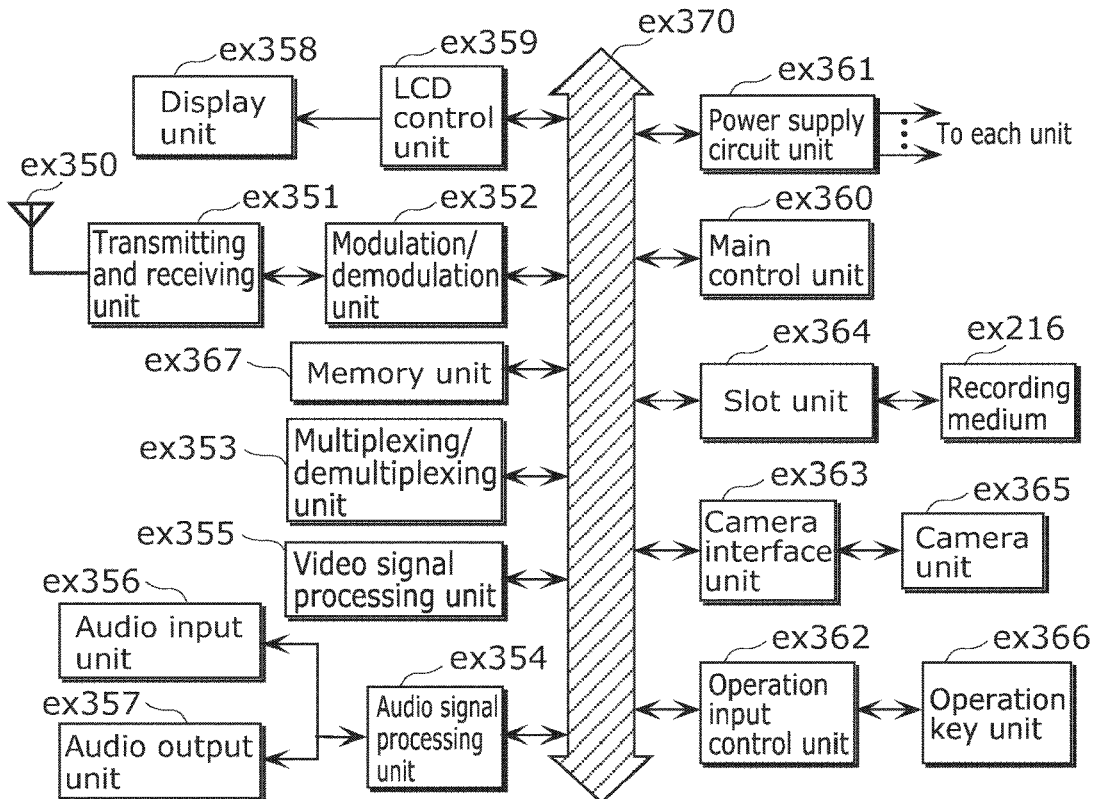 ex370
ex359
ex358
ex361
LCD
control
unit
Display
unit
Power supply
circuit unit
To each unit
ex350
ex351
ex352
ex360
Transmitting
and receiving
unit
Modulation/
demodulation
unit
Main
control unit
ex364
ex216
ex367
Memory unit
Slot unit
Recording
medium
ex353
Multiplexing/
demultiplexing
unit
ex363
ex365
Camera
interface
unit
Camera
unit
ex355
Video signal
processing unit
ex356
Audio input
unit
ex354
ex362
ex366
ex357
Audio output
unit
Audio signal
processing
unit
Operation
input
control unit
Operation
key unit